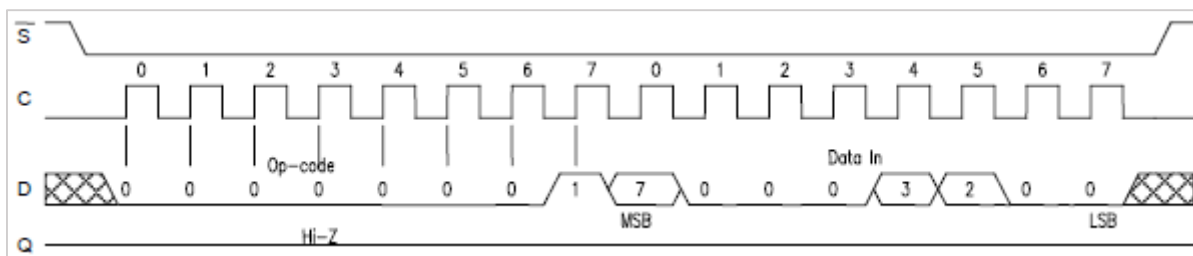 S
0 1 2 3 4 5 6 7 0 1 2 3 4 5 6 7
C
Op-code Data In
D 0 0 0 0 0 0 0 1 7 0 0 0 3 2 0 0
MSB LSB
Hi-Z
Q